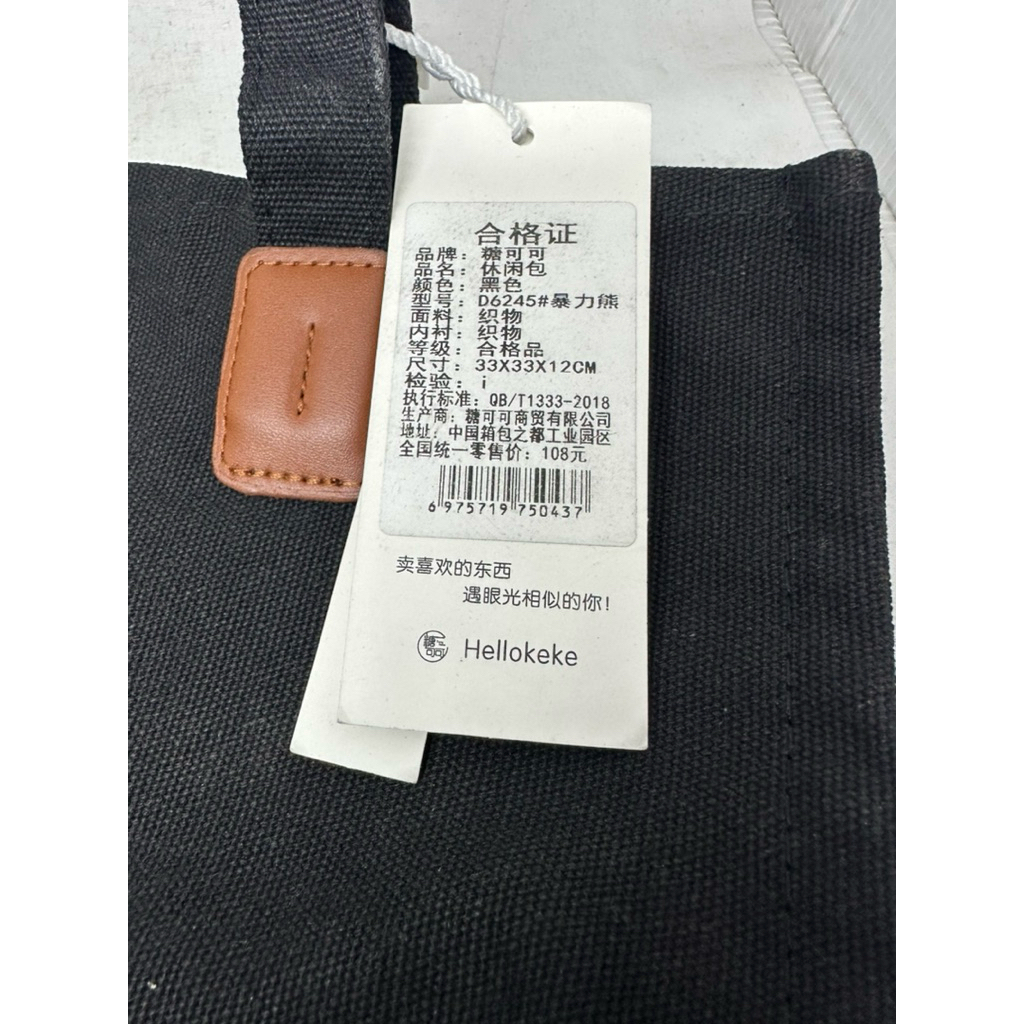 合格证
品牌：糖可可
品名：休闲包
颜色：黑色
型号：D6245#暴力熊
面料：织物
内衬：织物
等级：合格品
尺寸：33X33X12CM
检验：i
执行标准：QB/T1333-2018
生产商：糖可可商贸有限公司
地址：中国箱包之都工业园区
全国统一零售价：108元
6975719750437
卖喜欢的东西
遇眼光相似的你！
糖可可 Hellokeke